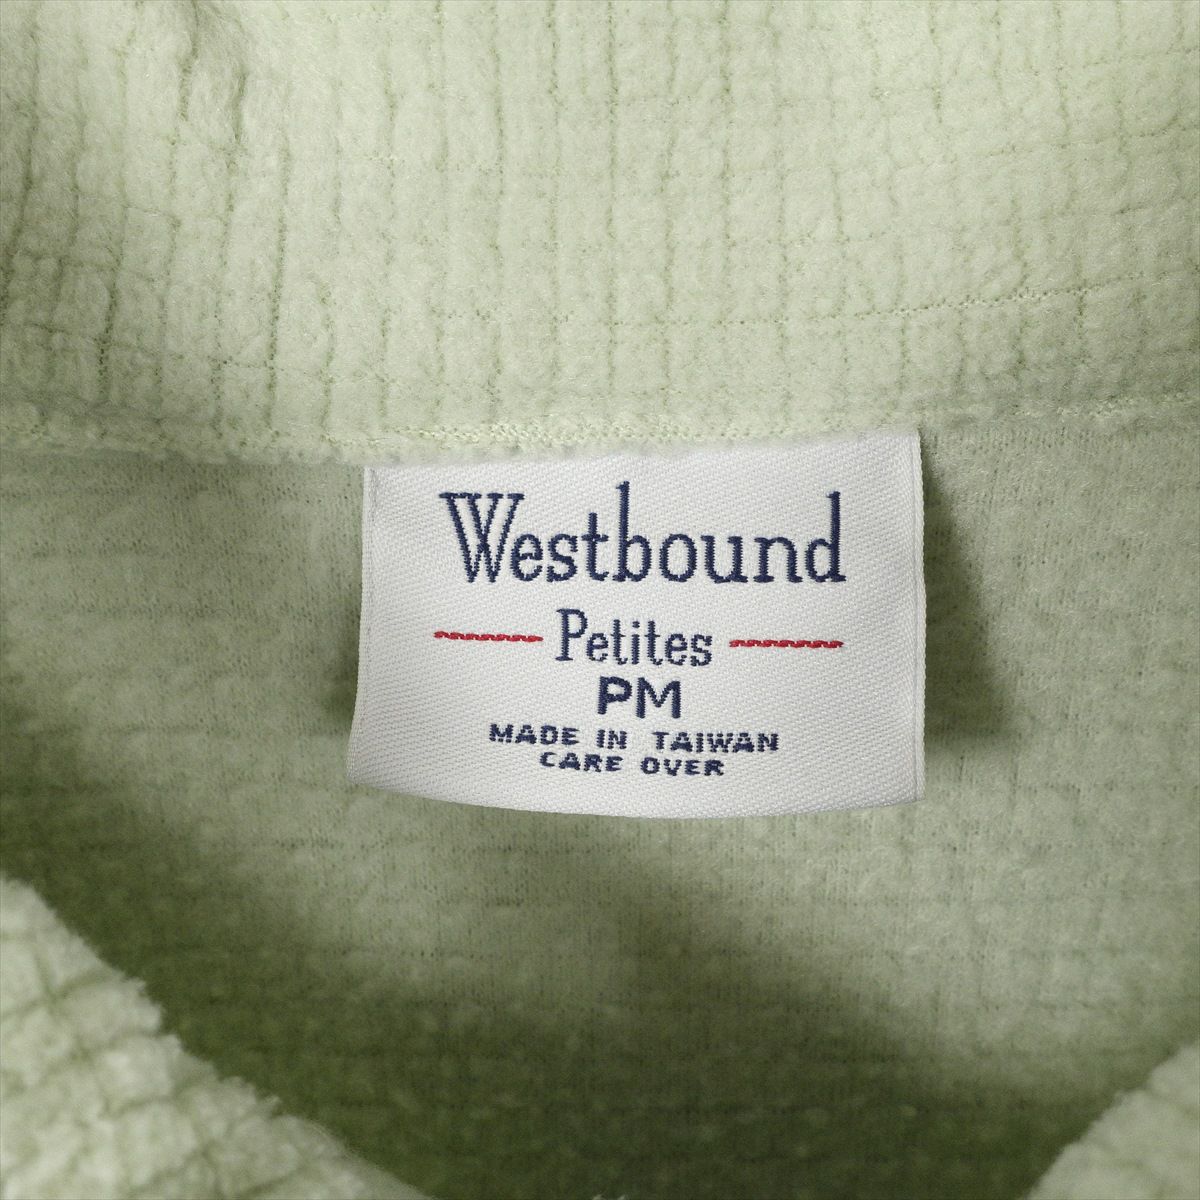 Westbound
Petites
PM
MADE IN TAIWAN
CARE OVER